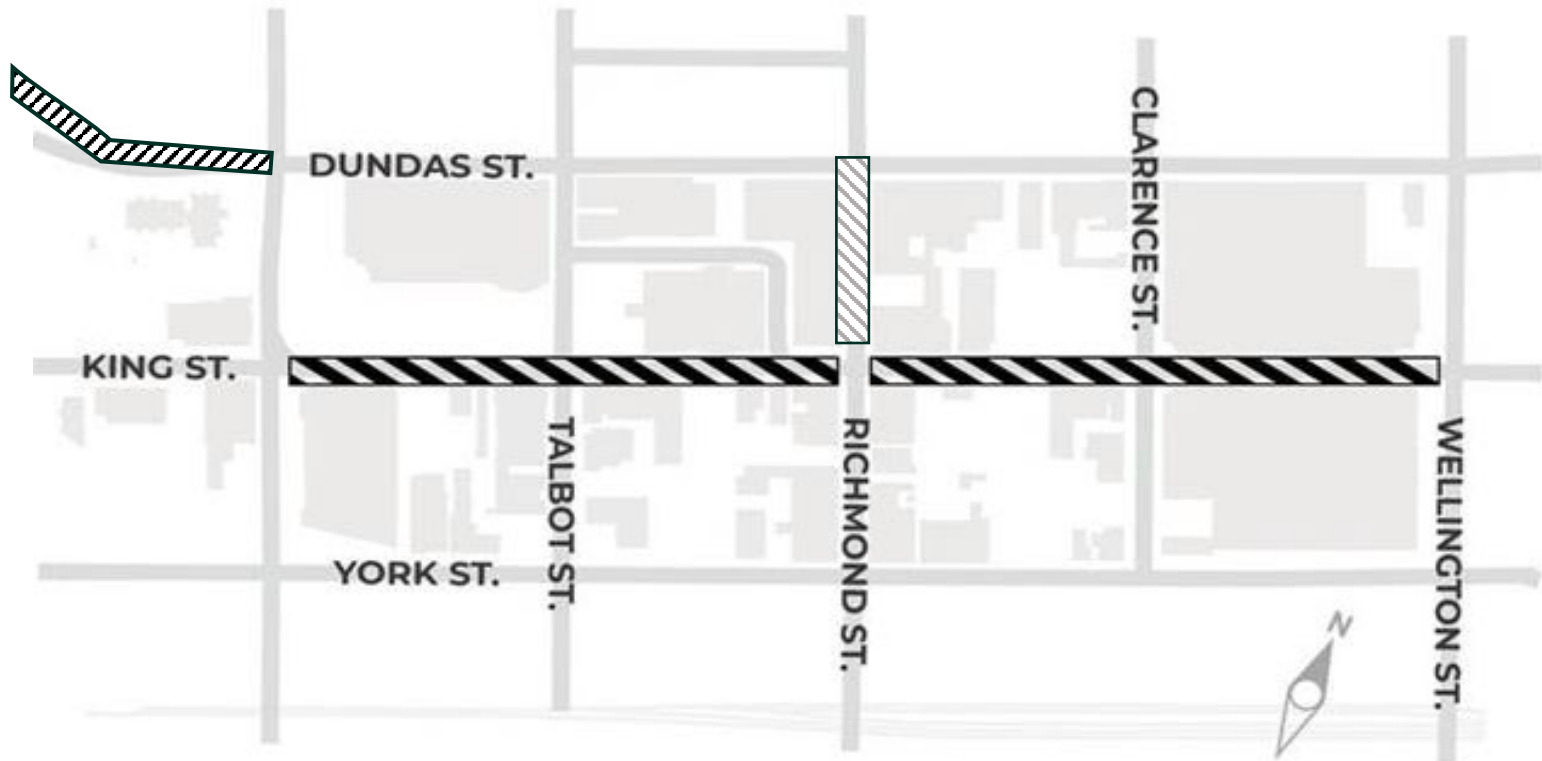 CLARENCE ST.
DUNDAS ST.
KING ST.
TALBOT ST.
RICHMOND ST.
WELLINGTON ST.
YORK ST.
N